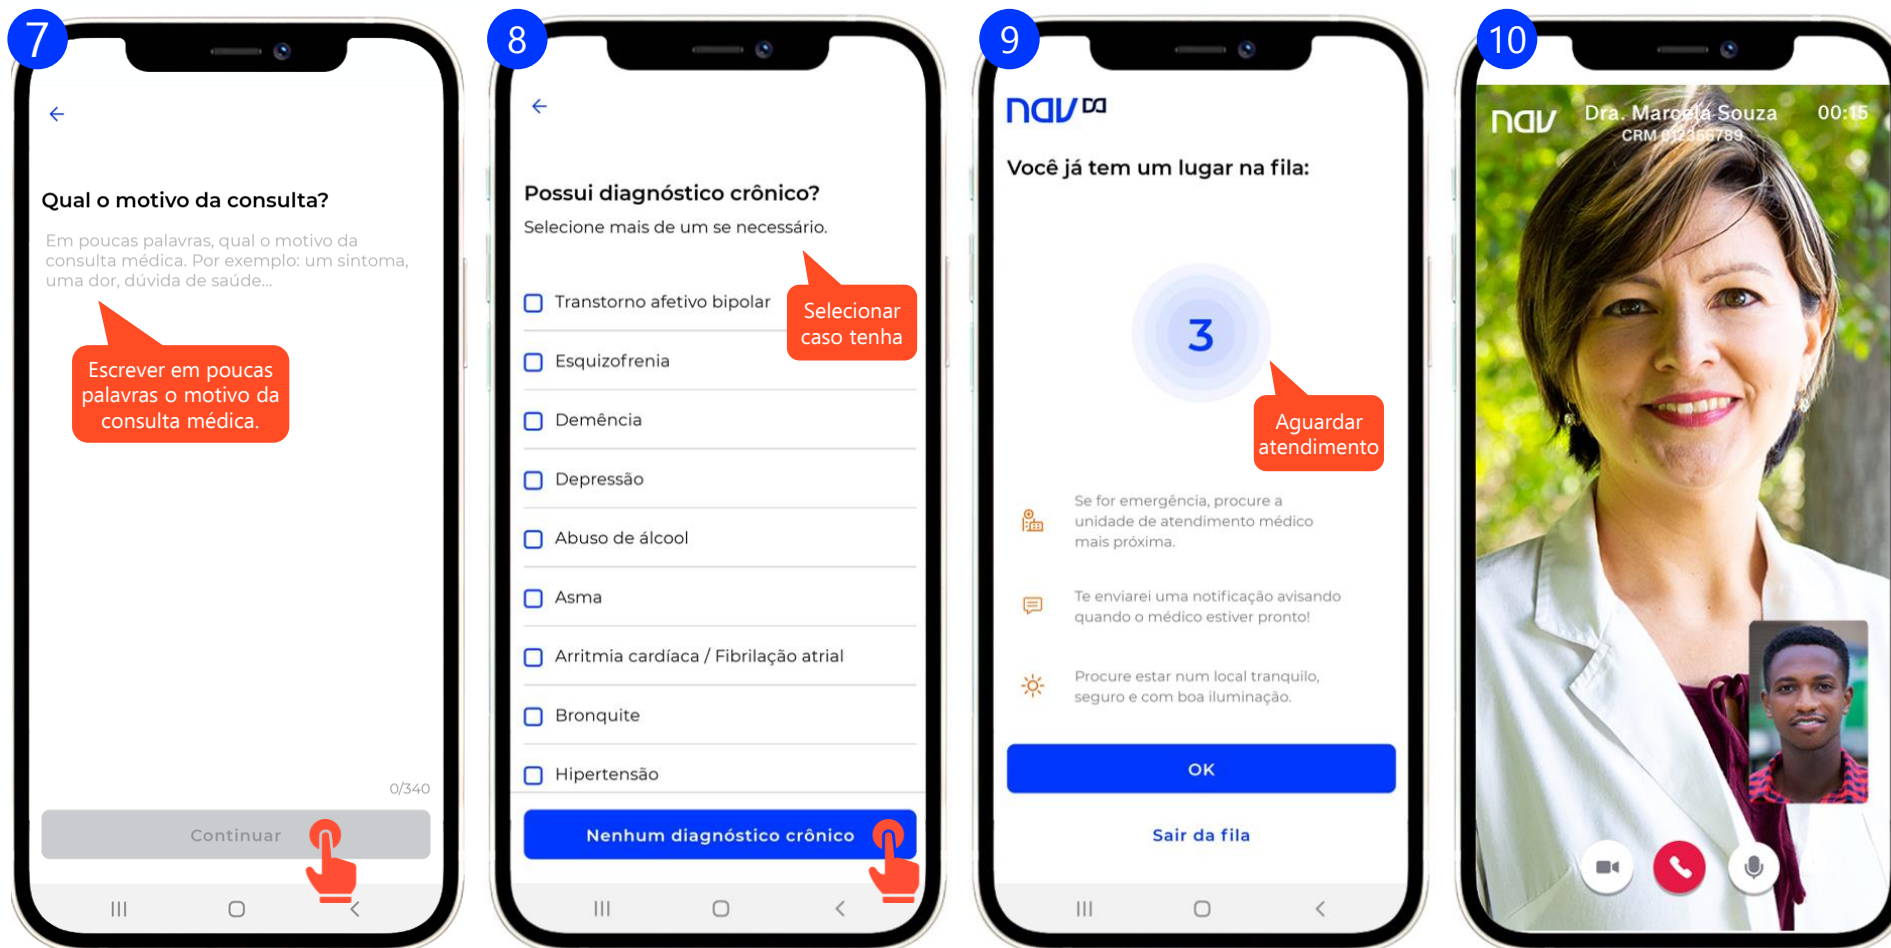 7
Qual o motivo da consulta?
Em poucas palavras, qual o motivo da
consulta médica. Por exemplo: um sintoma,
uma dor, dúvida de saúde...
Escrever em poucas
palavras o motivo da
consulta médica.
0/340
Continuar
8
Possui diagnóstico crônico?
Selecione mais de um se necessário.
Selecionar
caso tenha
Transtorno afetivo bipolar
Esquizofrenia
Demência
Depressão
Abuso de álcool
Asma
Arritmia cardíaca / Fibrilação atrial
Bronquite
Hipertensão
Nenhum diagnóstico crônico
9
nav
Você já tem um lugar na fila:
3
Aguardar
atendimento
Se for emergência, procure a
unidade de atendimento médico
mais próxima.
Te enviarei uma notificação avisando
quando o médico estiver pronto!
Procure estar num local tranquilo,
seguro e com boa iluminação.
OK
Sair da fila
10
nav
Dra. Marcela Souza
00:15
CRM